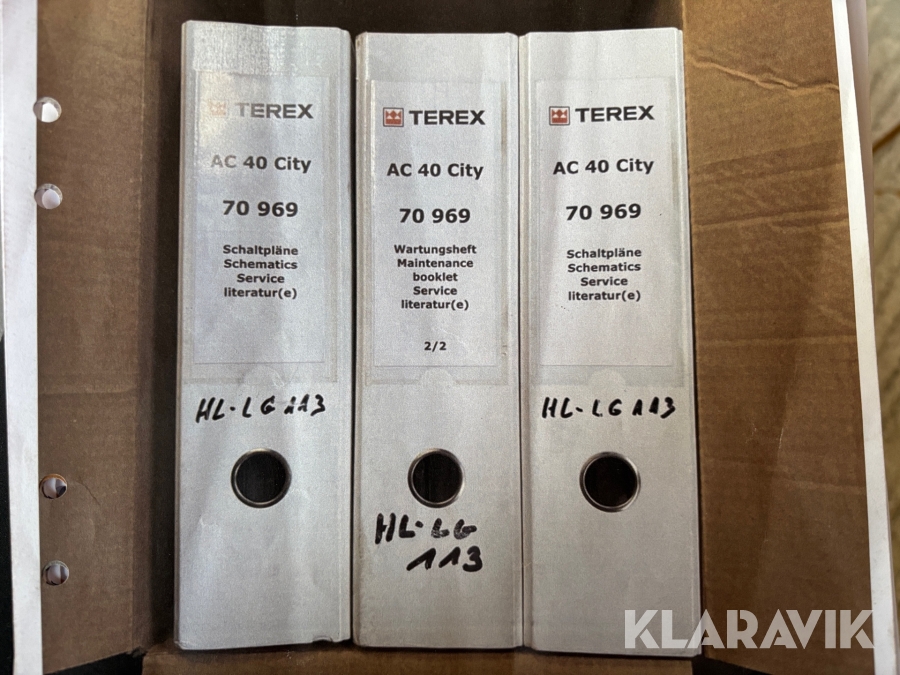 TEREX
AC 40 City
70 969
Schaltpläne
Schematics
Service
literatur(e)
HL-LG 113
TEREX
AC 40 City
70 969
Wartungsheft
Maintenance
booklet
Service
literatur(e)
2/2
HL-LG
113
TEREX
AC 40 City
70 969
Schaltpläne
Schematics
Service
literatur(e)
HL-LG 113
KLARAVIK